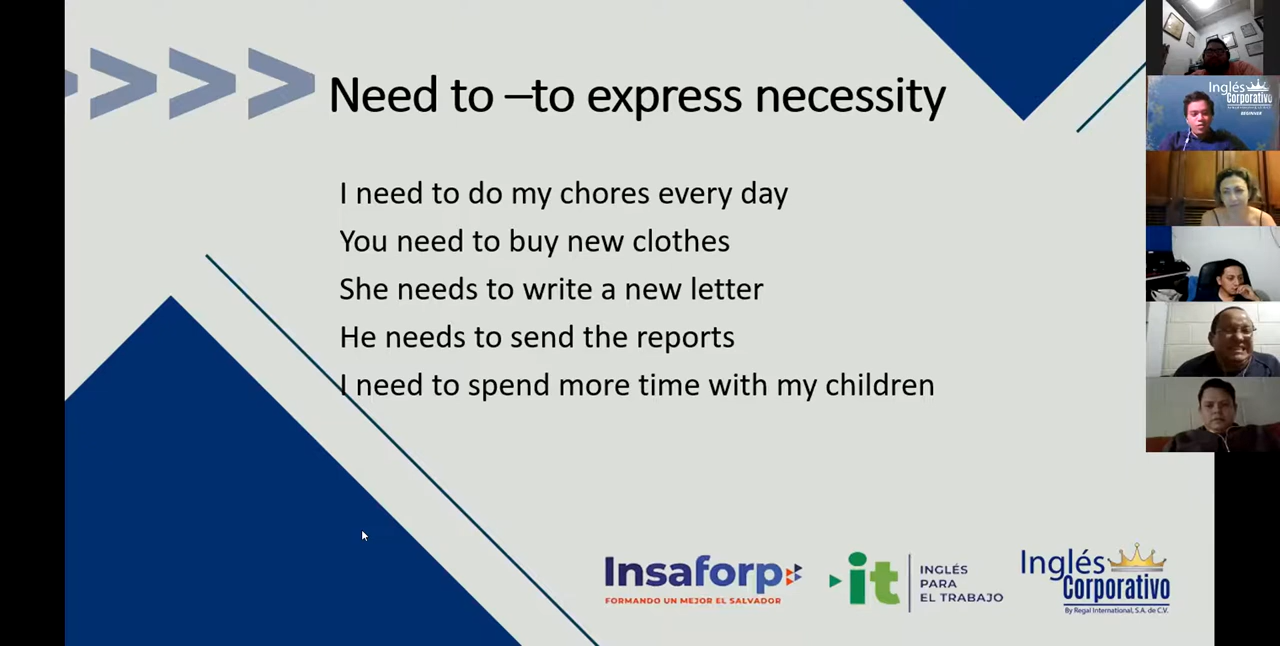 Need to –to express necessity
I need to do my chores every day
You need to buy new clothes
She needs to write a new letter
He needs to send the reports
I need to spend more time with my children
Insaforp
FORMANDO UN MEJOR EL SALVADOR
it
INGLÉS
PARA
EL TRABAJO
Inglés
Corporativo
By Regal International, S.A. de C.V.
Inglés
Corporativo
BEGINNER